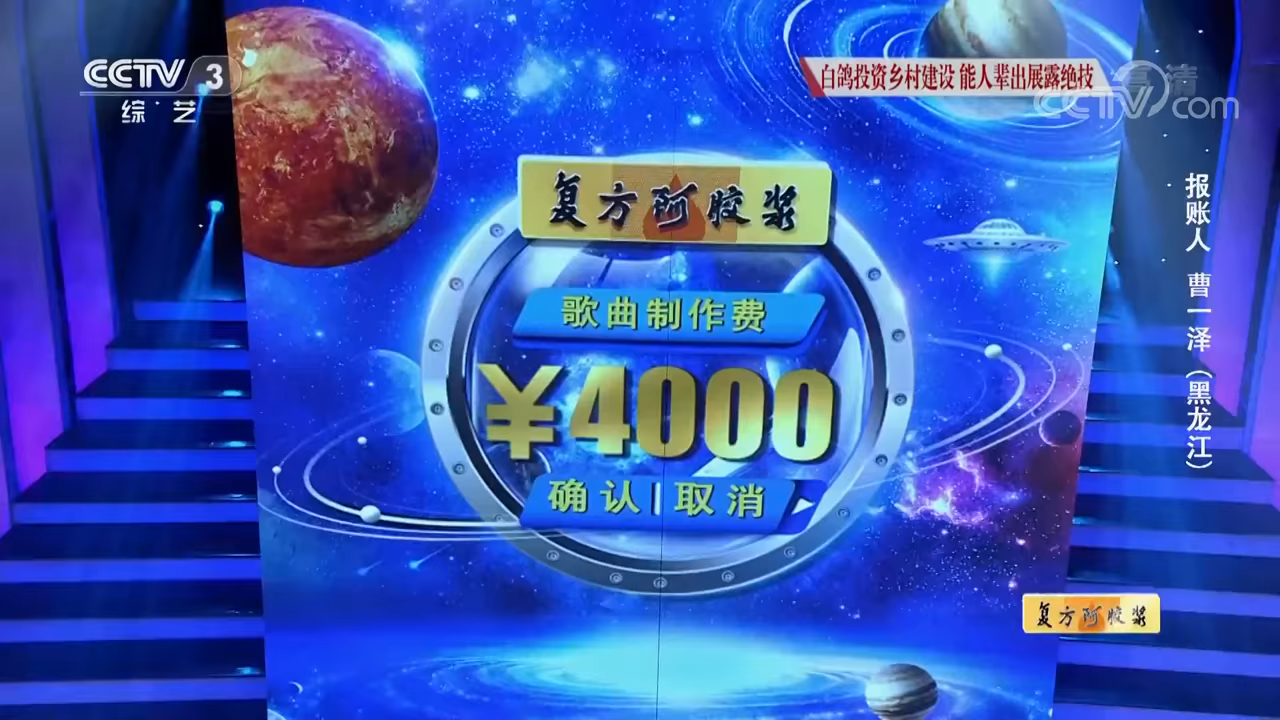 CCTV 3
综艺
白鸽投资乡村建设 能人辈出展露绝技
高清
CCTV.com
复方阿胶浆
歌曲制作费
¥4000
确认|取消
报账人 曹一泽（黑龙江）
复方阿胶浆